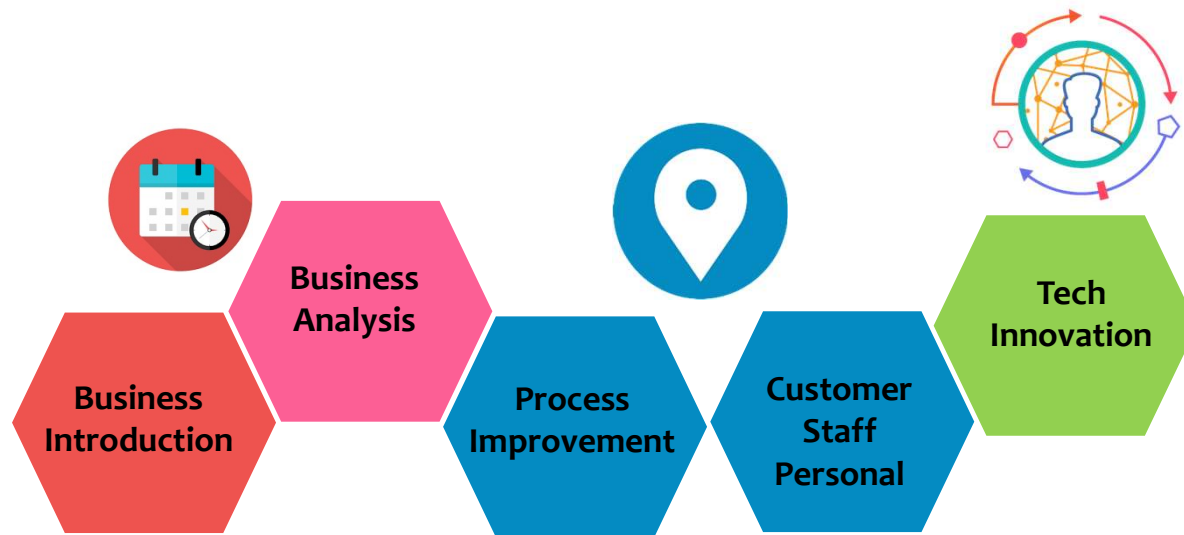 Business
Introduction
Business
Analysis
Process
Improvement
Customer
Staff
Personal
Tech
Innovation